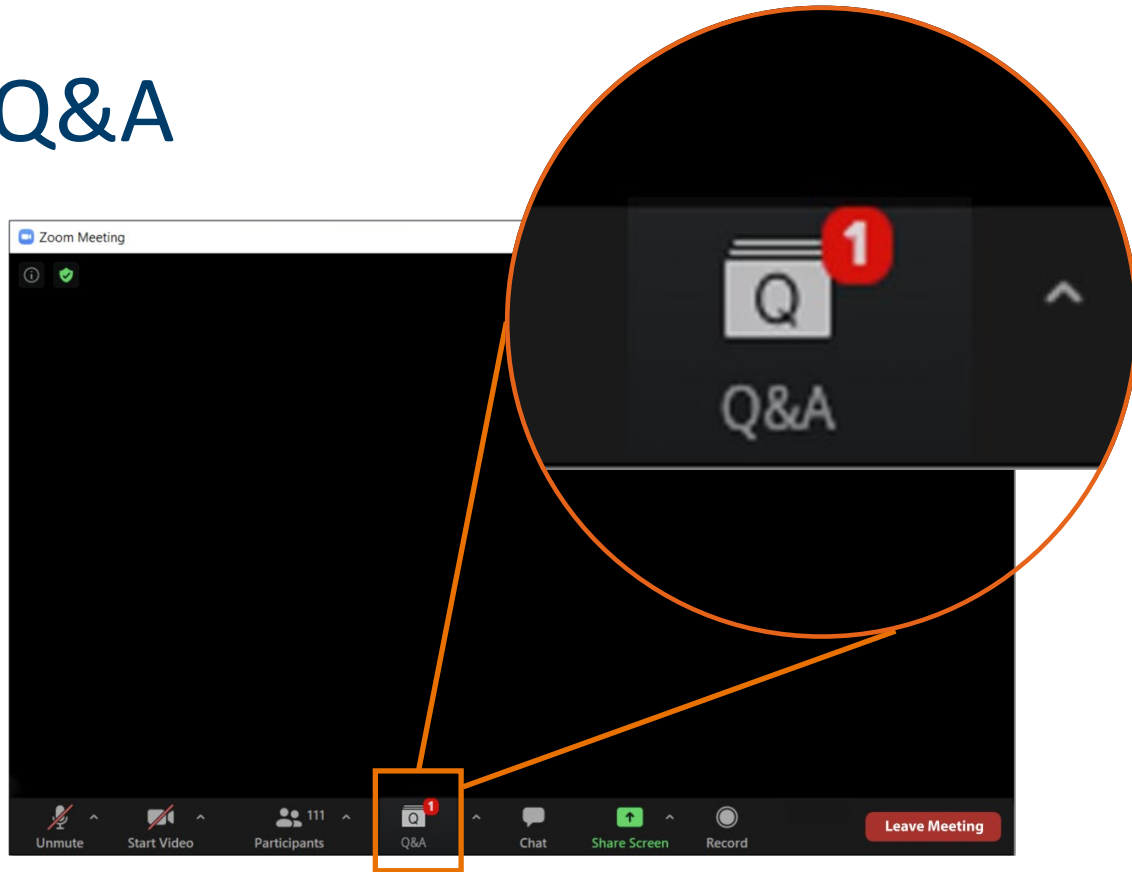 Q&A
Zoom Meeting
1
Q
Q&A
Unmute
Start Video
111
Participants
1
Q
Q&A
Chat
Share Screen
Record
Leave Meeting